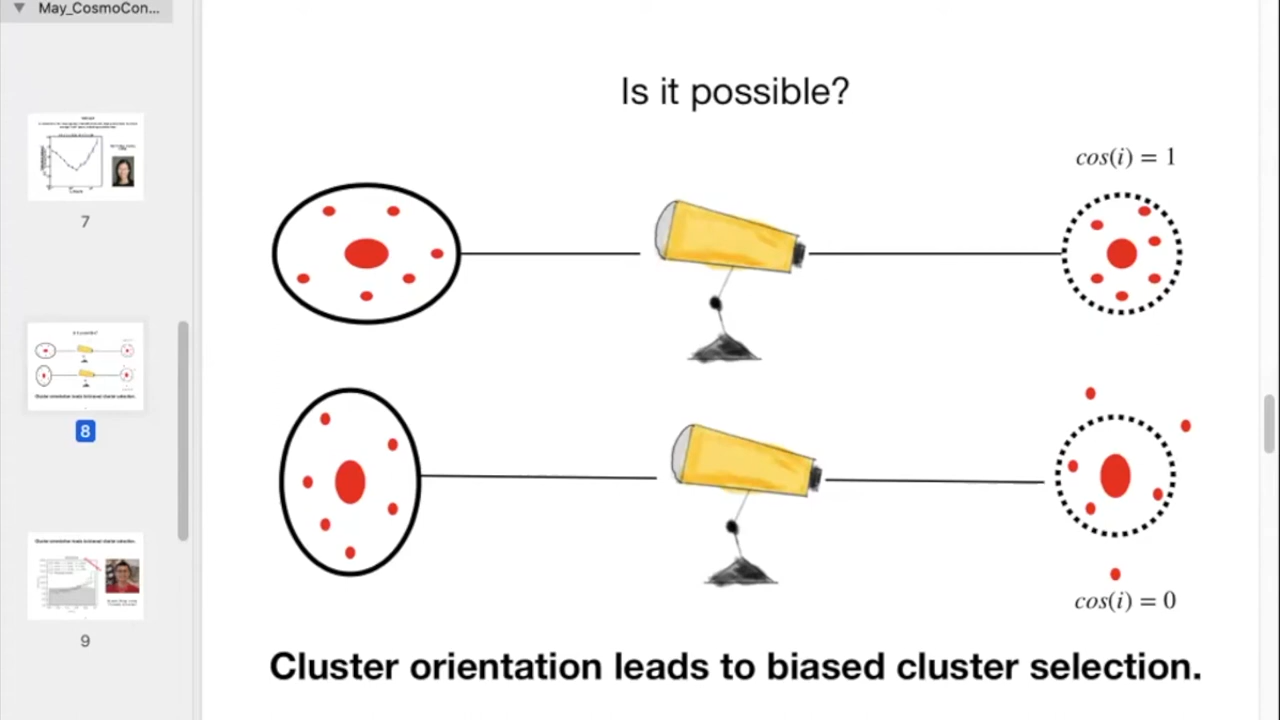 May_CosmoCon...
7
8
9
Is it possible?
cos(i) = 1
cos(i) = 0
Cluster orientation leads to biased cluster selection.